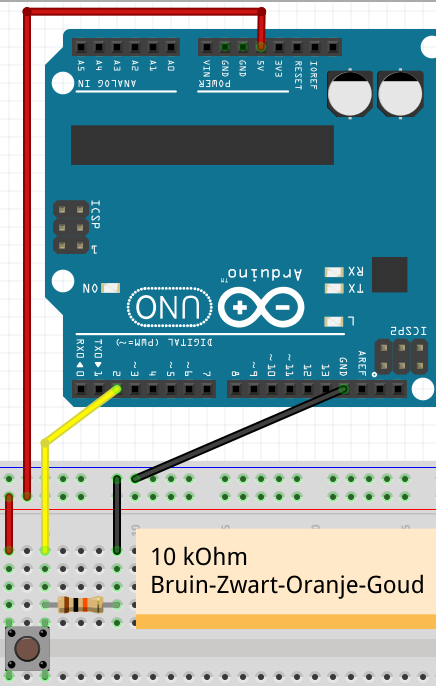 A5 A4 A3 A2 A1 A0
VIN GND GND 5V 3V3 RESET IOREF
ANALOG IN
POWER
ICSP
1
RX
TX
ON
UNO
Arduino
TM
L
ICSP2
DIGITAL (PWM=~)
RX0 TX0 GND AREF
0 1 2 ~3 4 ~5 ~6 7 8 ~9 ~10 ~11 12 13
10 kOhm
Bruin-Zwart-Oranje-Goud